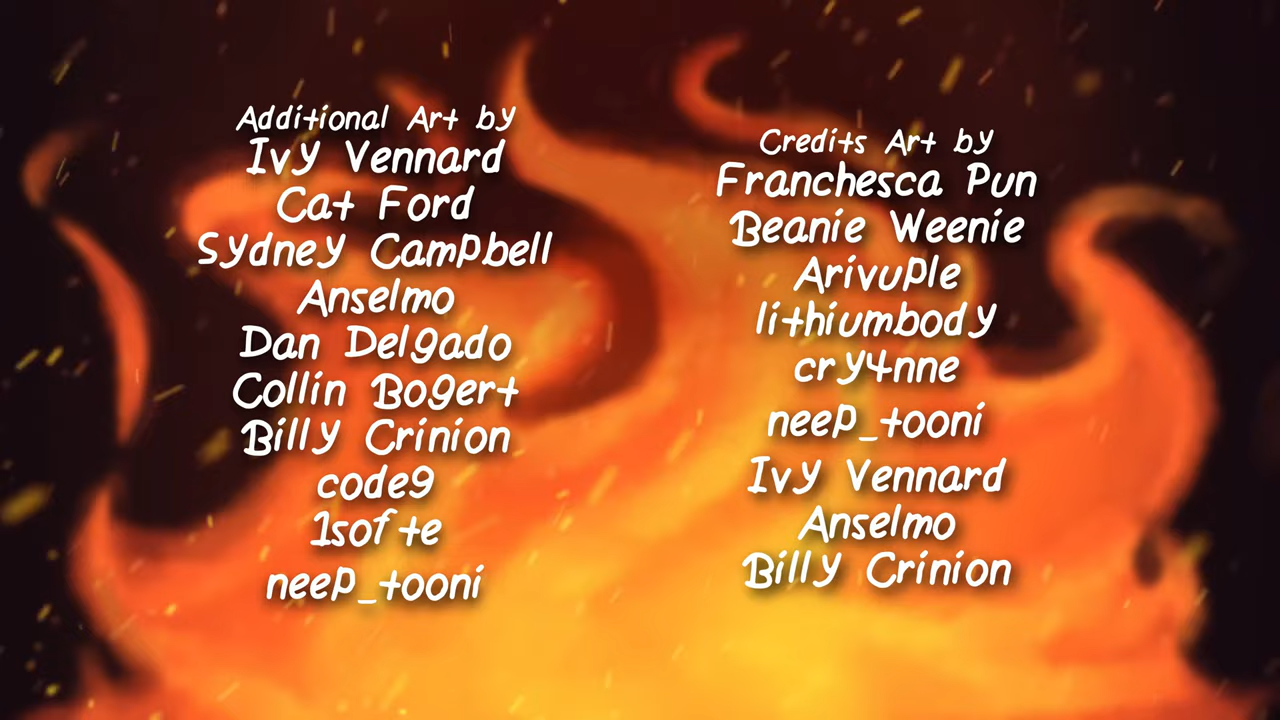 Additional Art by
Ivy Vennard
Cat Ford
Sydney Campbell
Anselmo
Dan Delgado
Collin Bogert
Billy Crinion
code9
1softe
neep_tooni
Credits Art by
Franchesca Pun
Beanie Weenie
Arivuple
lithiumbody
cry4nne
neep_tooni
Ivy Vennard
Anselmo
Billy Crinion